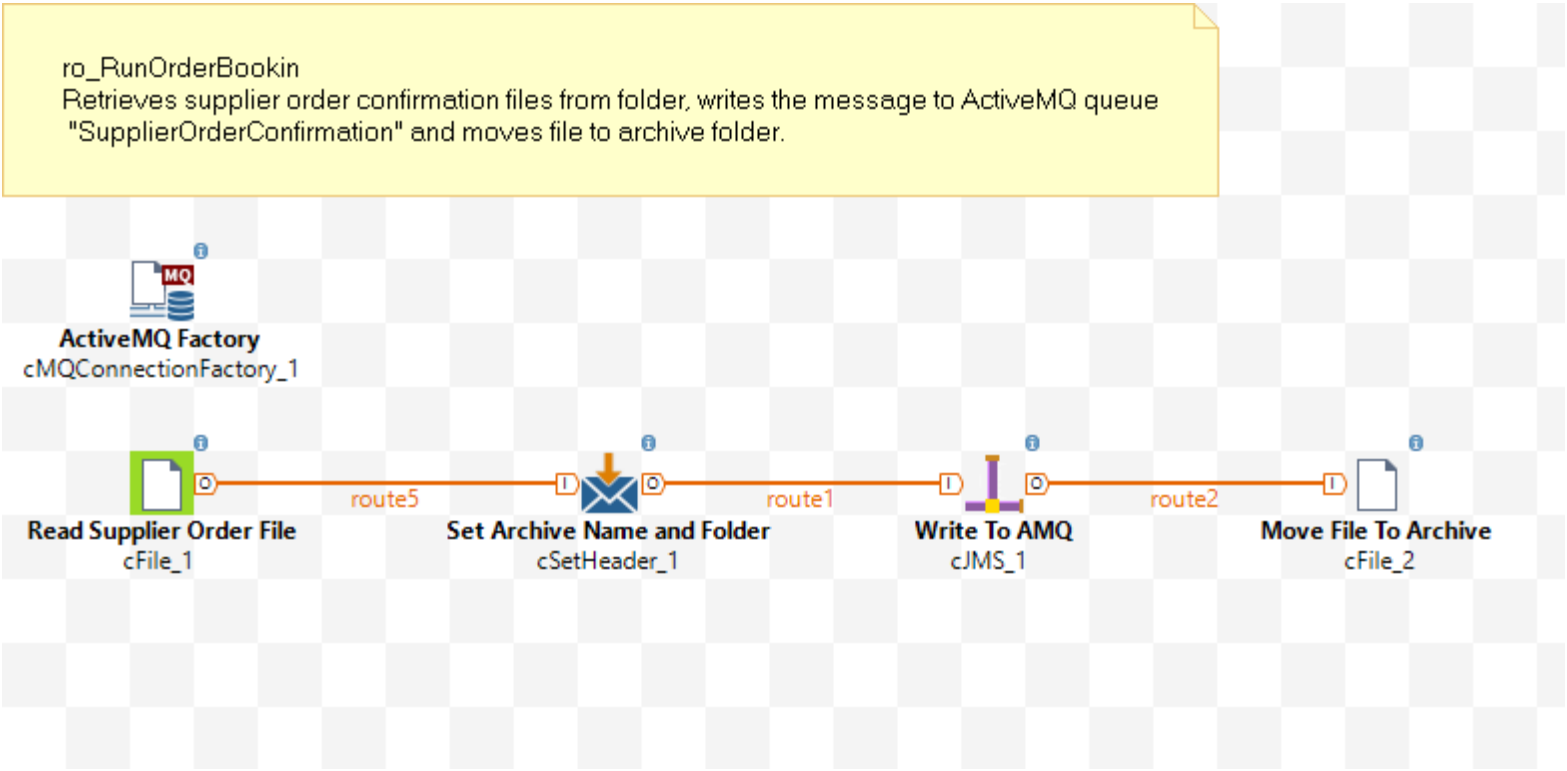 ro_RunOrderBookin
Retrieves supplier order confirmation files from folder, writes the message to ActiveMQ queue
"SupplierOrderConfirmation" and moves file to archive folder.
MQ
ActiveMQ Factory
cMQConnectionFactory_1
O route5 I O route1 I O route2 I
Read Supplier Order File Set Archive Name and Folder Write To AMQ Move File To Archive
cFile_1 cSetHeader_1 cJMS_1 cFile_2